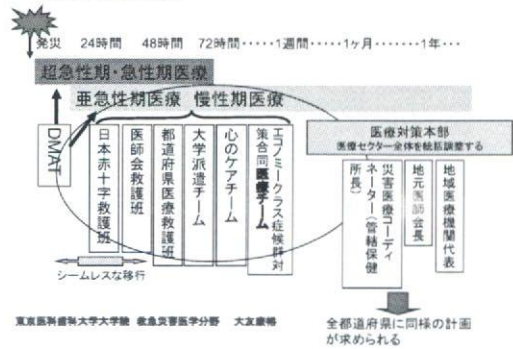 発災 24時間 48時間 72時間・・・・・1週間・・・・・1ヶ月・・・・・・・1年・・・
超急性期・急性期医療
亜急性期医療 慢性期医療
DMAT
日本赤十字救護班
医師会救護班
都道府県医療救護班
大学派遣チーム
心のケアチーム
エコノミークラス症候群対
策合同医療チーム
シームレスな移行
医療対策本部
医療セクター全体を統括調整する
災害医療コーディ
ネーター(管轄保健
所長)
地元医師会長
地域医療機関代表
全都道府県に同様の計画
が求められる
東京医科歯科大学大学院 救急災害医学分野 大友康裕